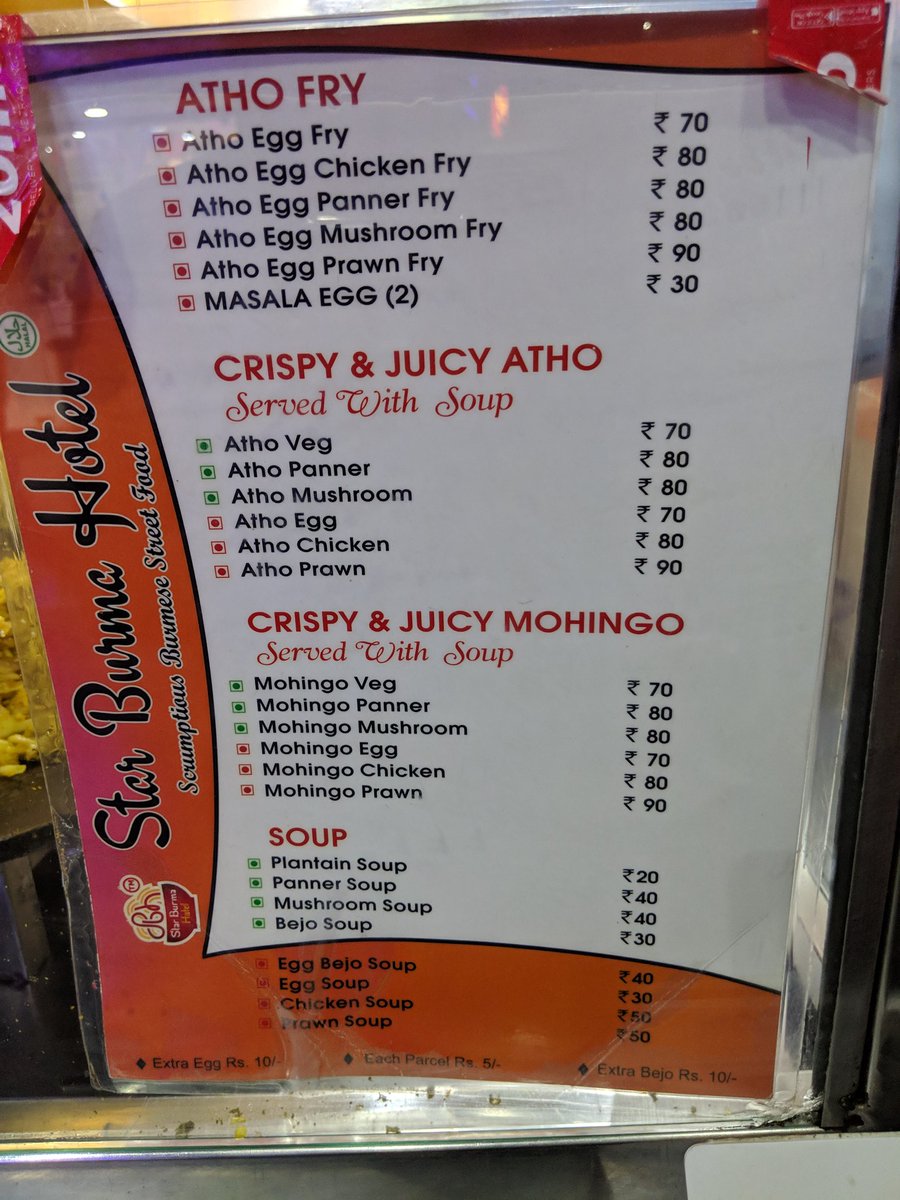 ATHO FRY
Atho Egg Fry ₹ 70
Atho Egg Chicken Fry ₹ 80
Atho Egg Panner Fry ₹ 80
Atho Egg Mushroom Fry ₹ 80
Atho Egg Prawn Fry ₹ 90
MASALA EGG (2) ₹ 30
CRISPY & JUICY ATHO
Served With Soup
Atho Veg ₹ 70
Atho Panner ₹ 80
Atho Mushroom ₹ 80
Atho Egg ₹ 70
Atho Chicken ₹ 80
Atho Prawn ₹ 90
CRISPY & JUICY MOHINGO
Served With Soup
Mohingo Veg ₹ 70
Mohingo Panner ₹ 80
Mohingo Mushroom ₹ 80
Mohingo Egg ₹ 70
Mohingo Chicken ₹ 80
Mohingo Prawn ₹ 90
SOUP
Plantain Soup ₹20
Panner Soup ₹40
Mushroom Soup ₹40
Bejo Soup ₹30
Egg Bejo Soup ₹40
Egg Soup ₹30
Chicken Soup ₹50
Prawn Soup ₹50
Extra Egg Rs. 10/- Each Parcel Rs. 5/- Extra Bejo Rs. 10/-
Star Burma Hotel
Scrumptious Burmese Street Food
حلال
HALAL
TM
Star Burma
Hotel